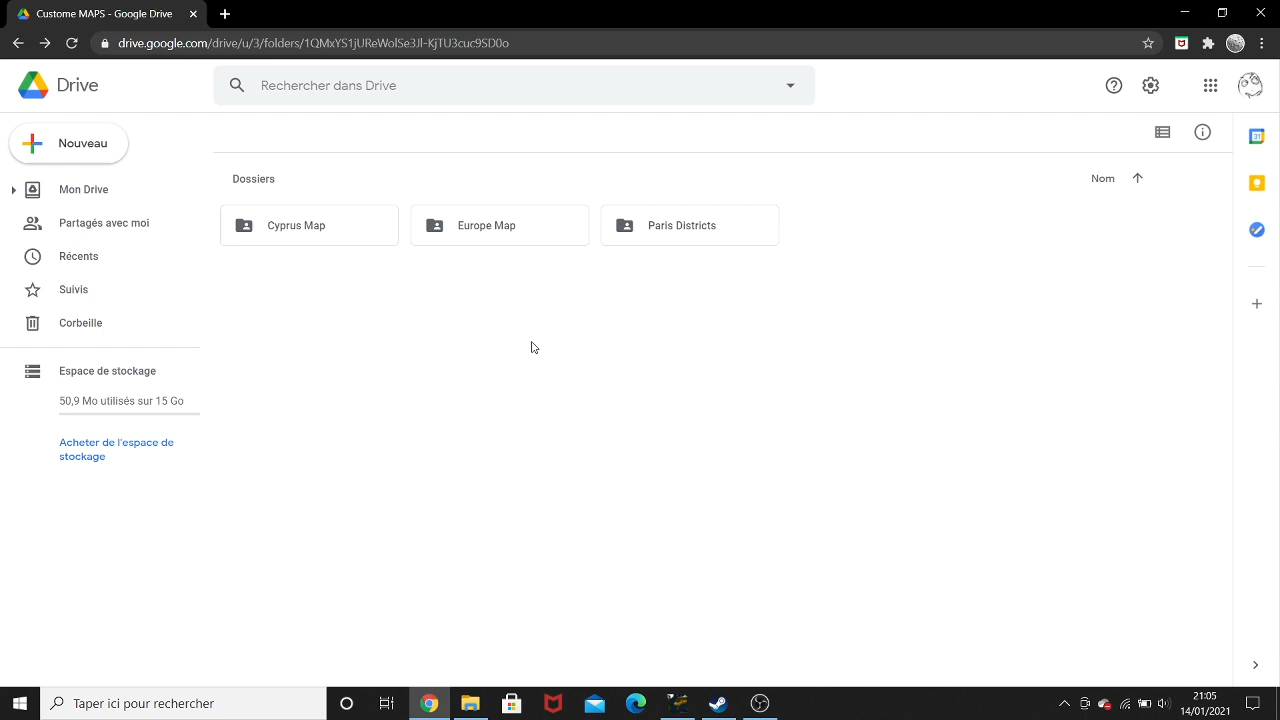 Custome MAPS - Google Drive
drive.google.com/drive/u/3/folders/1QMxYS1jUReWolSe3Jl-KjTU3cuc9SD0o
Drive
Rechercher dans Drive
Nouveau
Mon Drive
Partagés avec moi
Récents
Suivis
Corbeille
Espace de stockage
50,9 Mo utilisés sur 15 Go
Acheter de l'espace de
stockage
Dossiers
Nom
Cyprus Map
Europe Map
Paris Districts
31
Taper ici pour rechercher
21:05
14/01/2021